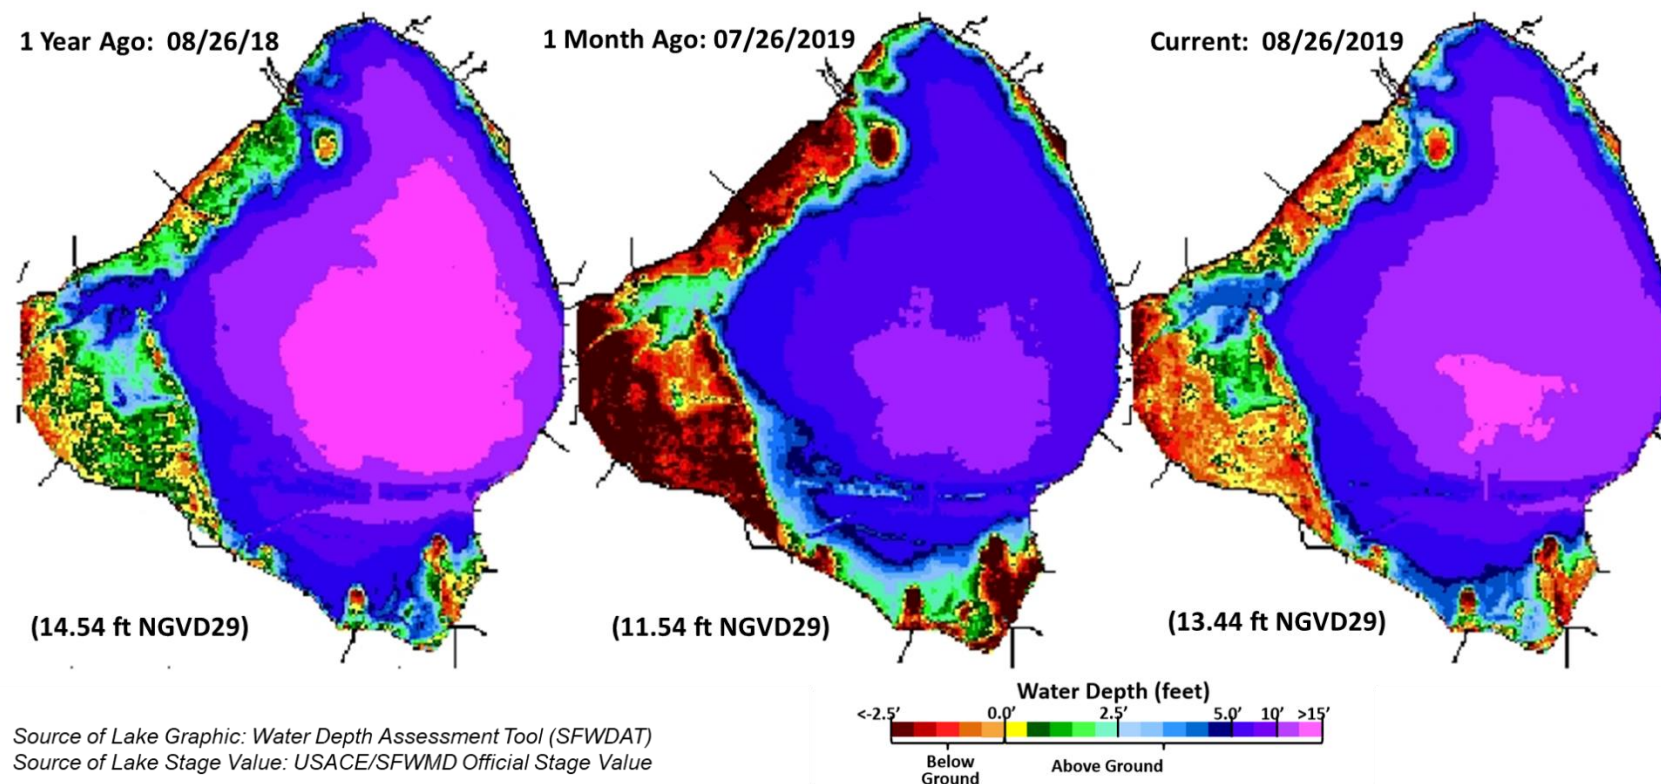 1 Year Ago: 08/26/18
1 Month Ago: 07/26/2019
Current: 08/26/2019
(14.54 ft NGVD29)
(11.54 ft NGVD29)
(13.44 ft NGVD29)
Water Depth (feet)
<-2.5' 0.0' 2.5' 5.0' 10' >15'
Below
Ground
Above Ground
Source of Lake Graphic: Water Depth Assessment Tool (SFWDAT)
Source of Lake Stage Value: USACE/SFWMD Official Stage Value